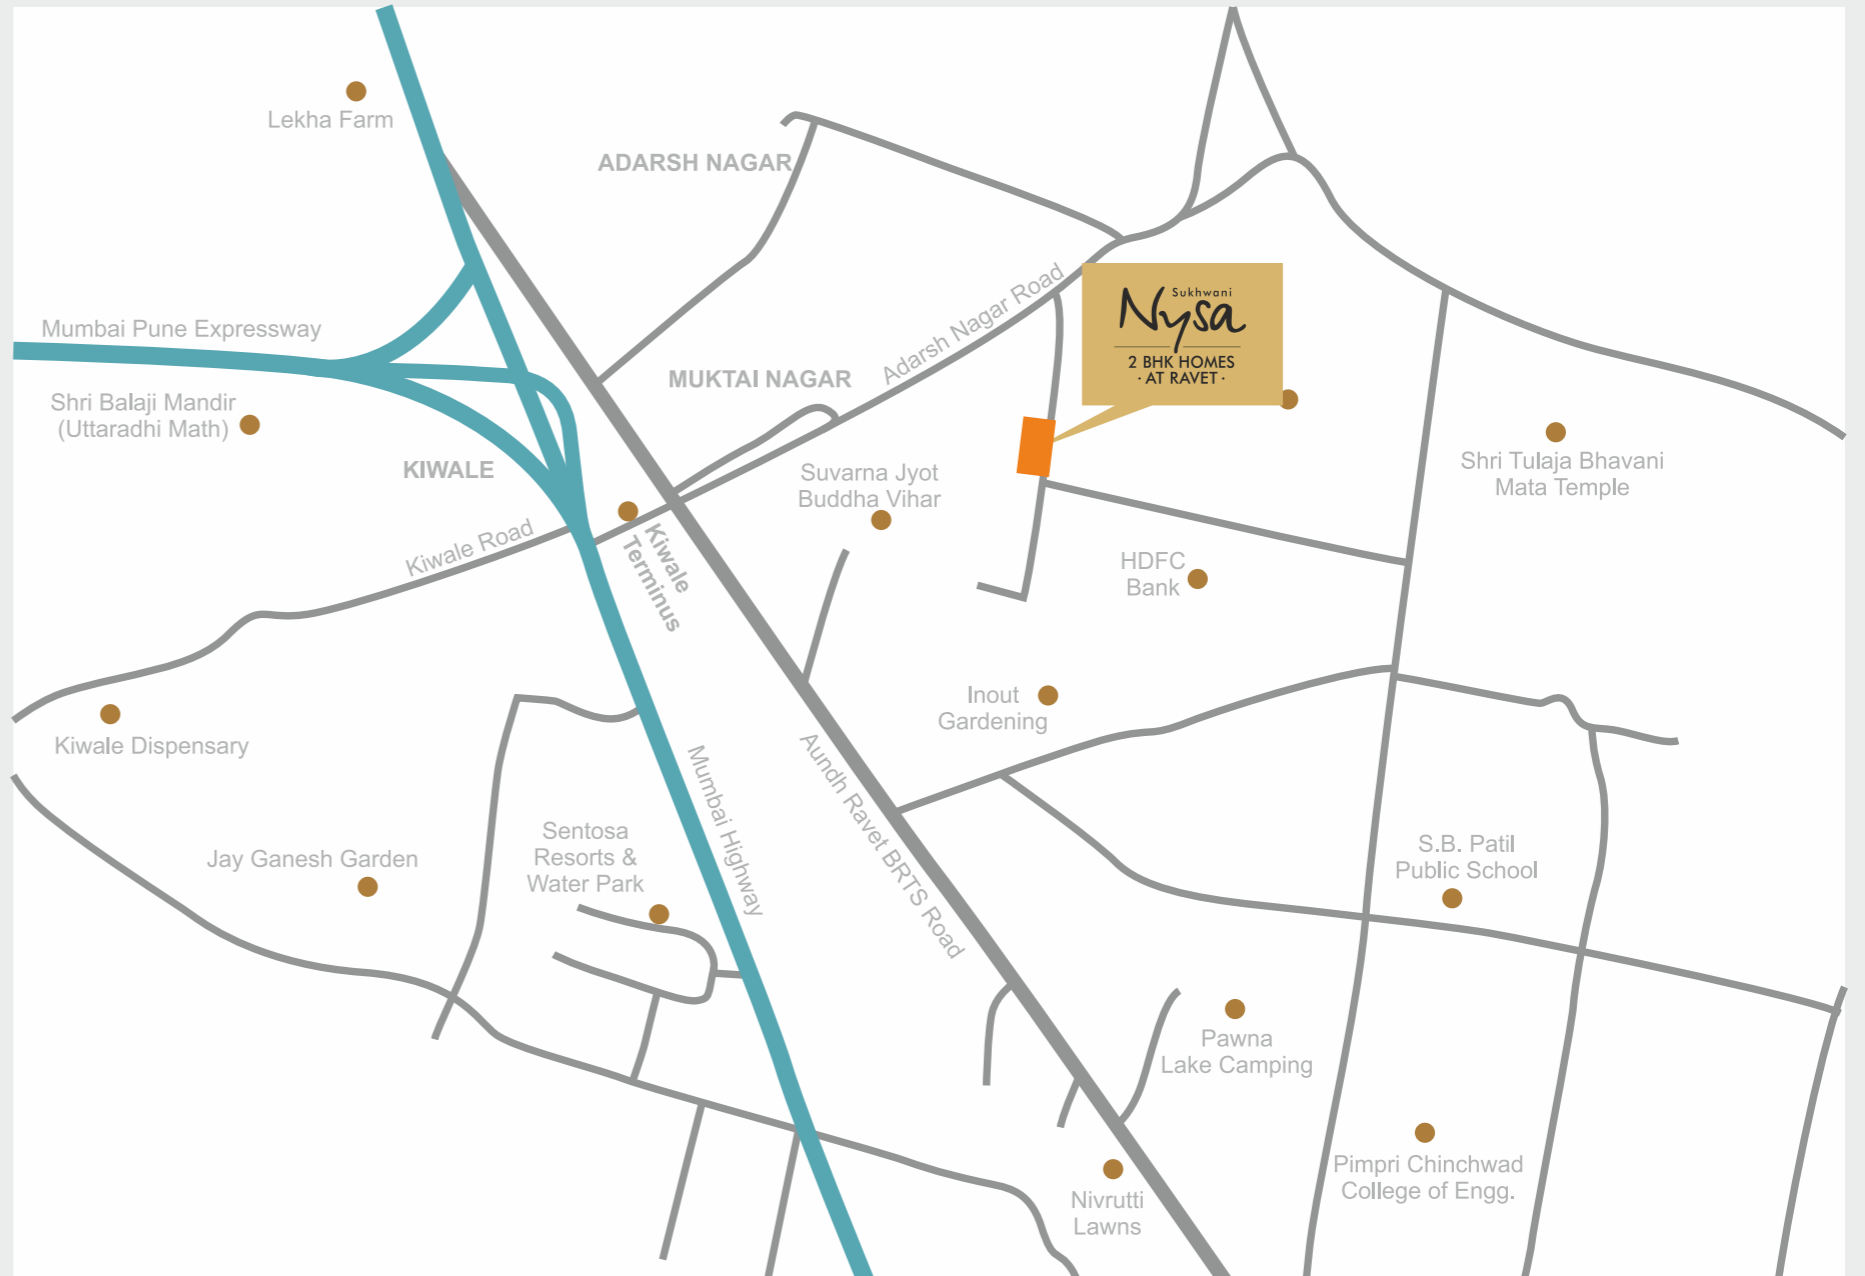 Lekha Farm
ADARSH NAGAR
Sukhwani
Nysa
2 BHK HOMES
· AT RAVET ·
Adarsh Nagar Road
Mumbai Pune Expressway
MUKTAI NAGAR
Shri Balaji Mandir
(Uttaradhi Math)
KIWALE
Suvarna Jyot
Buddha Vihar
Shri Tulaja Bhavani
Mata Temple
Kiwale Road
Kiwale
Terminus
HDFC
Bank
Inout
Gardening
Kiwale Dispensary
Mumbai Highway
Aundh Ravet BRTS Road
Jay Ganesh Garden
Sentosa
Resorts &
Water Park
S.B. Patil
Public School
Pawna
Lake Camping
Pimpri Chinchwad
College of Engg.
Nivrutti
Lawns